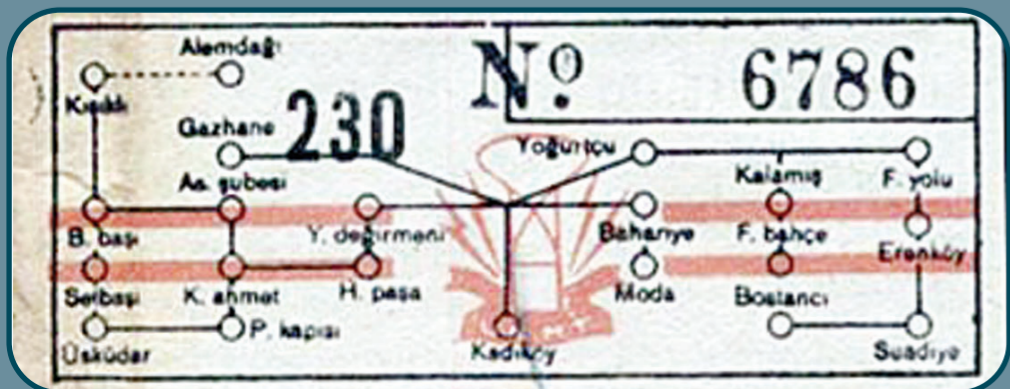 Alemdağı
Nº 6786
Kısıklı
230
Gazhane
Yoğurtçu
As. şubesi
Kalamış
F. yolu
B. başı
Y. değirmeni
Bahariye
F. bahçe
Erenköy
Selbaşı
K. ahmet
H. paşa
Moda
Bostancı
P. kapısı
Üsküdar
Kadıköy
Suadiye